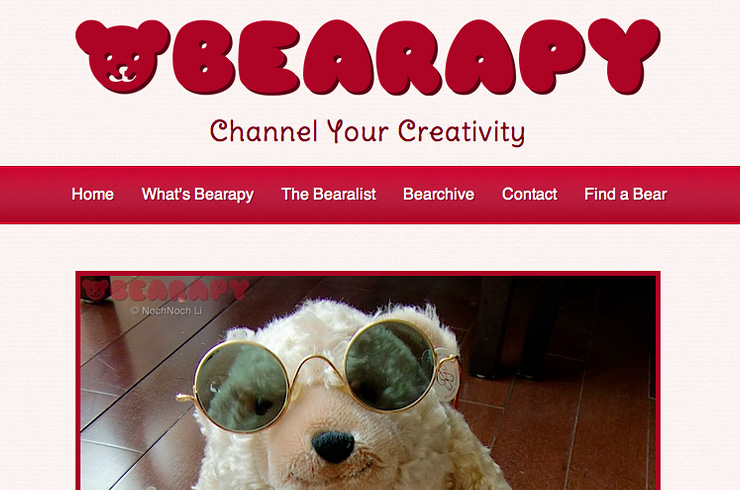 BEARAPY
Channel Your Creativity
Home What's Bearapy The Bearalist Bearchive Contact Find a Bear
BEARAPY
© NochNoch Li